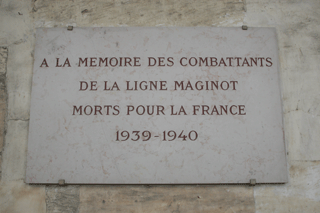 A LA MEMOIRE DES COMBATTANTS
DE LA LIGNE MAGINOT
MORTS POUR LA FRANCE
1939-1940